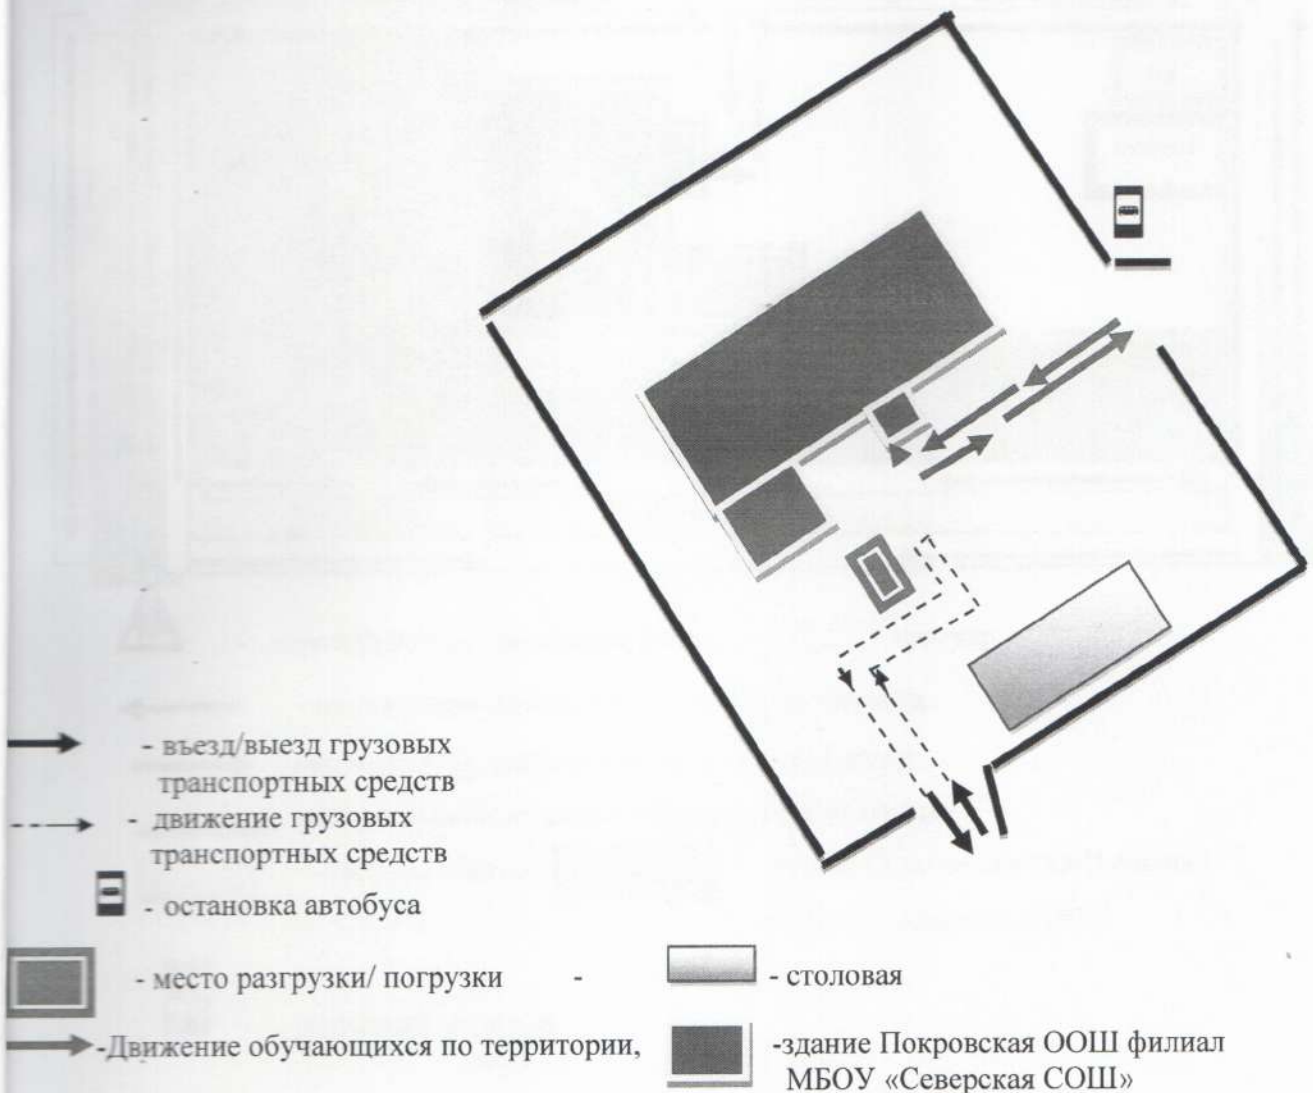 - въезд/выезд грузовых
транспортных средств
- движение грузовых
транспортных средств
- остановка автобуса
- место разгрузки/ погрузки -
- столовая
-Движение обучающихся по территории,
-здание Покровская ООШ филиал
МБОУ «Северская СОШ»